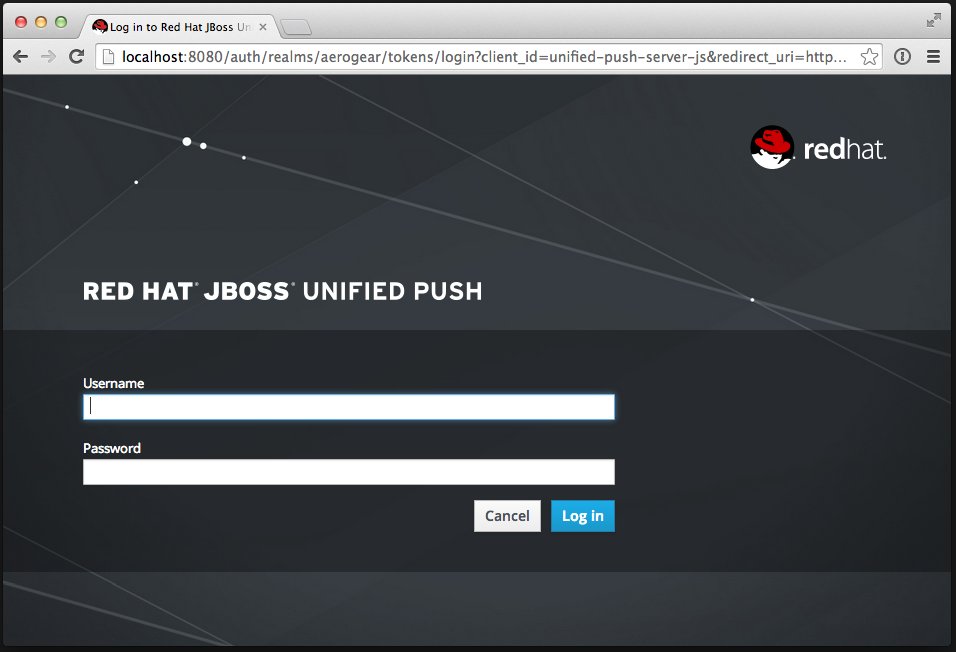 Log in to Red Hat JBoss Un
localhost:8080/auth/realms/aerogear/tokens/login?client_id=unified-push-server-js&redirect_uri=http...
redhat.
RED HAT® JBOSS® UNIFIED PUSH
Username
Password
Cancel
Log in